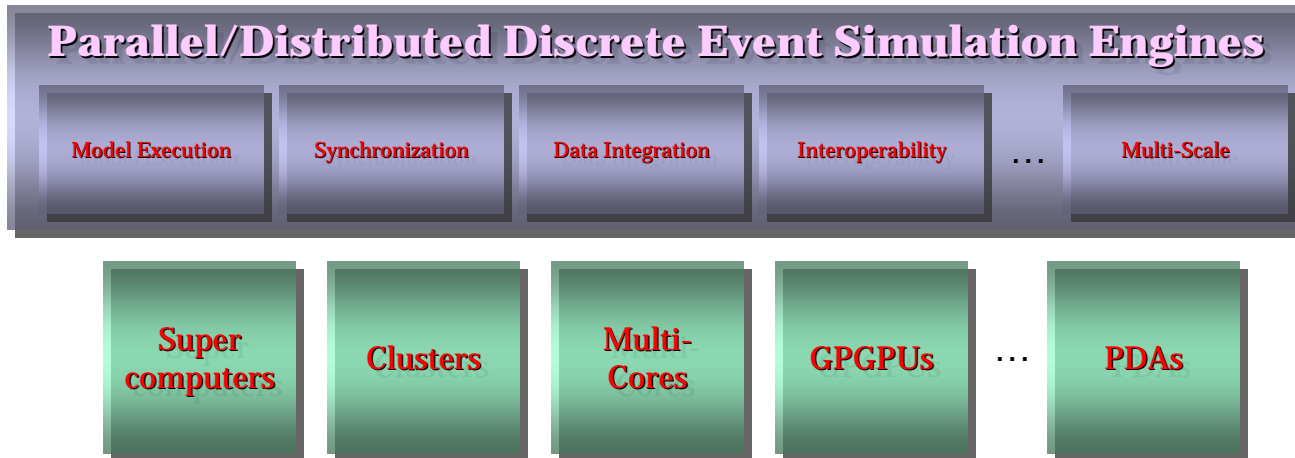 Parallel/Distributed Discrete Event Simulation Engines
Model Execution
Synchronization
Data Integration
Interoperability
...
Multi-Scale
Super
computers
Clusters
Multi-
Cores
GPGPUs
...
PDAs